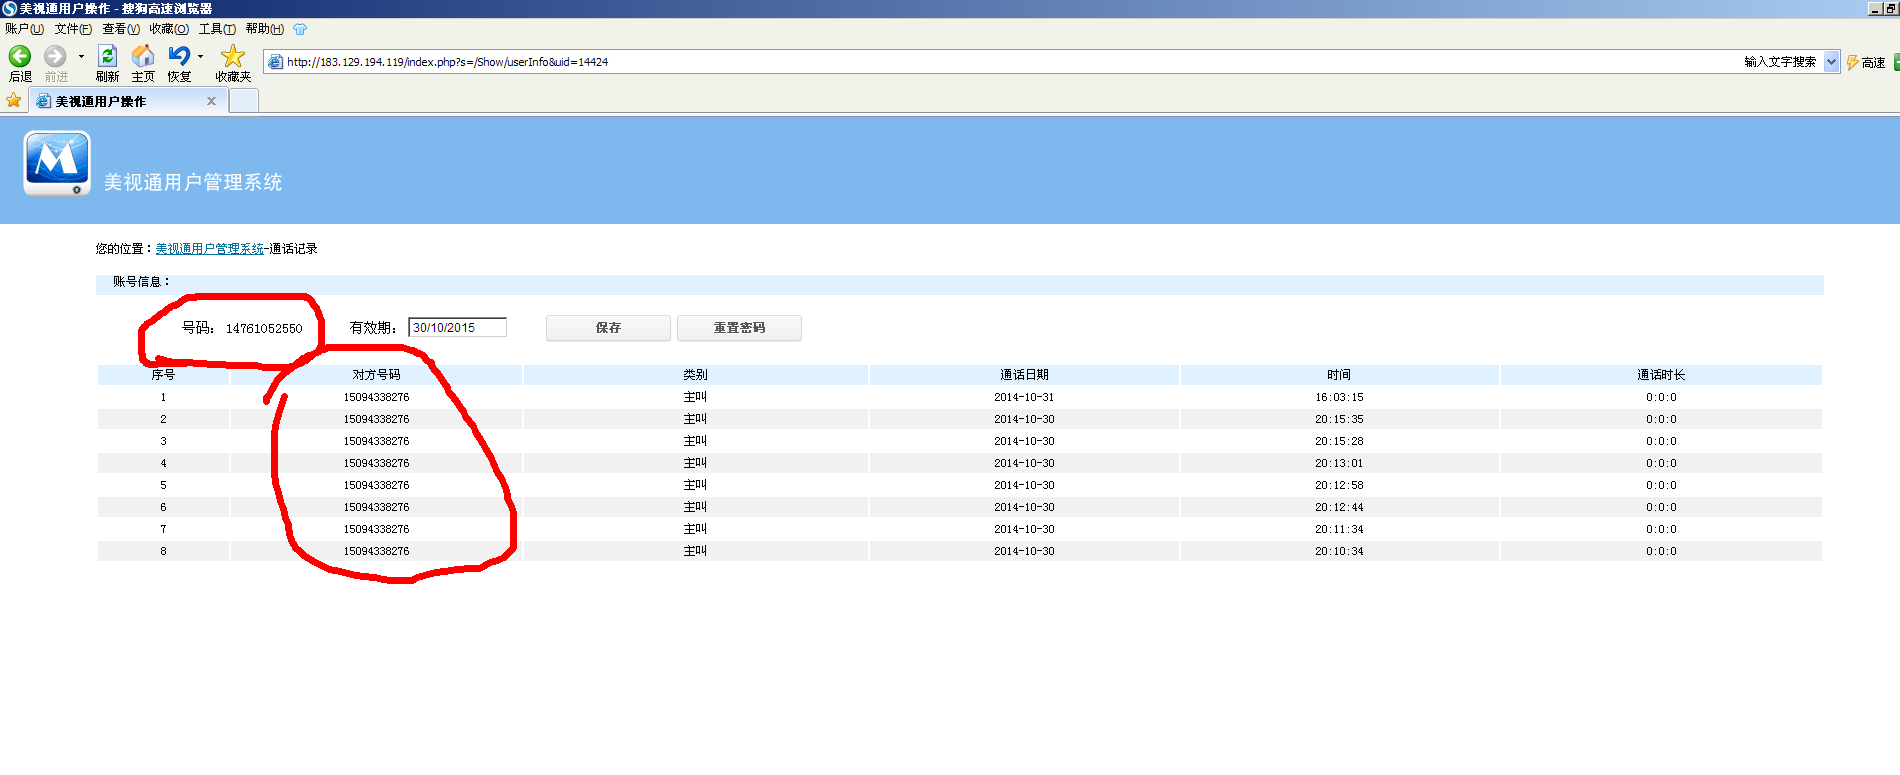 美视通用户操作 - 搜狗高速浏览器
账户(U) 文件(F) 查看(V) 收藏(O) 工具(T) 帮助(H)
后退 前进 刷新 主页 恢复 收藏夹 http://183.129.194.119/index.php?s=/Show/userInfo&uid=14424 输入文字搜索 高速
美视通用户操作 x
美视通用户管理系统
您的位置：美视通用户管理系统-通话记录
账号信息：
号码： 14761052550 有效期： 30/10/2015 保存 重置密码
序号 对方号码 类别 通话日期 时间 通话时长
1 15094338276 主叫 2014-10-31 16:03:15 0:0:0
2 15094338276 主叫 2014-10-30 20:15:35 0:0:0
3 15094338276 主叫 2014-10-30 20:15:28 0:0:0
4 15094338276 主叫 2014-10-30 20:13:01 0:0:0
5 15094338276 主叫 2014-10-30 20:12:58 0:0:0
6 15094338276 主叫 2014-10-30 20:12:44 0:0:0
7 15094338276 主叫 2014-10-30 20:11:34 0:0:0
8 15094338276 主叫 2014-10-30 20:10:34 0:0:0